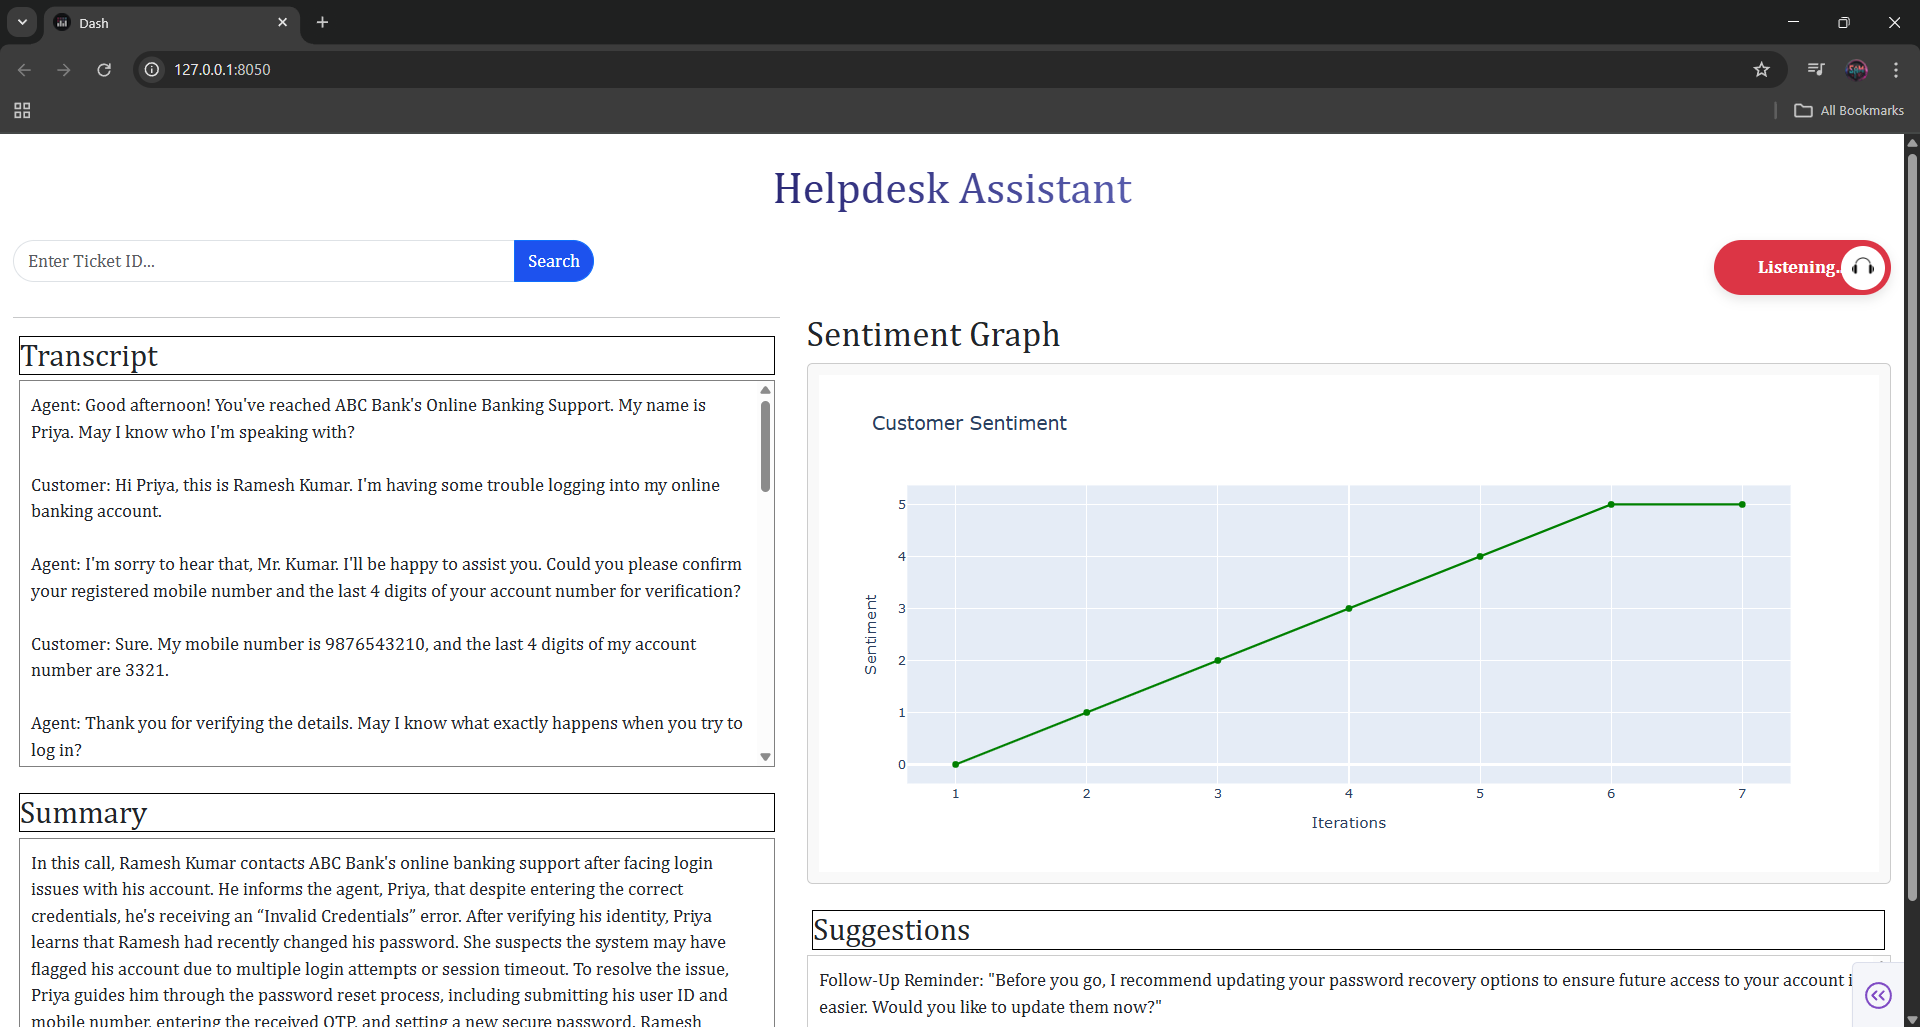 Dash
127.0.0.1:8050
All Bookmarks
Helpdesk Assistant
Enter Ticket ID...
Search
Listening..
Transcript
Agent: Good afternoon! You've reached ABC Bank's Online Banking Support. My name is
Priya. May I know who I'm speaking with?
Customer: Hi Priya, this is Ramesh Kumar. I'm having some trouble logging into my online
banking account.
Agent: I'm sorry to hear that, Mr. Kumar. I'll be happy to assist you. Could you please confirm
your registered mobile number and the last 4 digits of your account number for verification?
Customer: Sure. My mobile number is 9876543210, and the last 4 digits of my account
number are 3321.
Agent: Thank you for verifying the details. May I know what exactly happens when you try to
log in?
Summary
In this call, Ramesh Kumar contacts ABC Bank's online banking support after facing login
issues with his account. He informs the agent, Priya, that despite entering the correct
credentials, he's receiving an “Invalid Credentials” error. After verifying his identity, Priya
learns that Ramesh had recently changed his password. She suspects the system may have
flagged his account due to multiple login attempts or session timeout. To resolve the issue,
Priya guides him through the password reset process, including submitting his user ID and
mobile number, entering the received OTP, and setting a new secure password. Ramesh
Sentiment Graph
Customer Sentiment
Sentiment
5
4
3
2
1
0
1 2 3 4 5 6 7
Iterations
Suggestions
Follow-Up Reminder: "Before you go, I recommend updating your password recovery options to ensure future access to your account
easier. Would you like to update them now?"